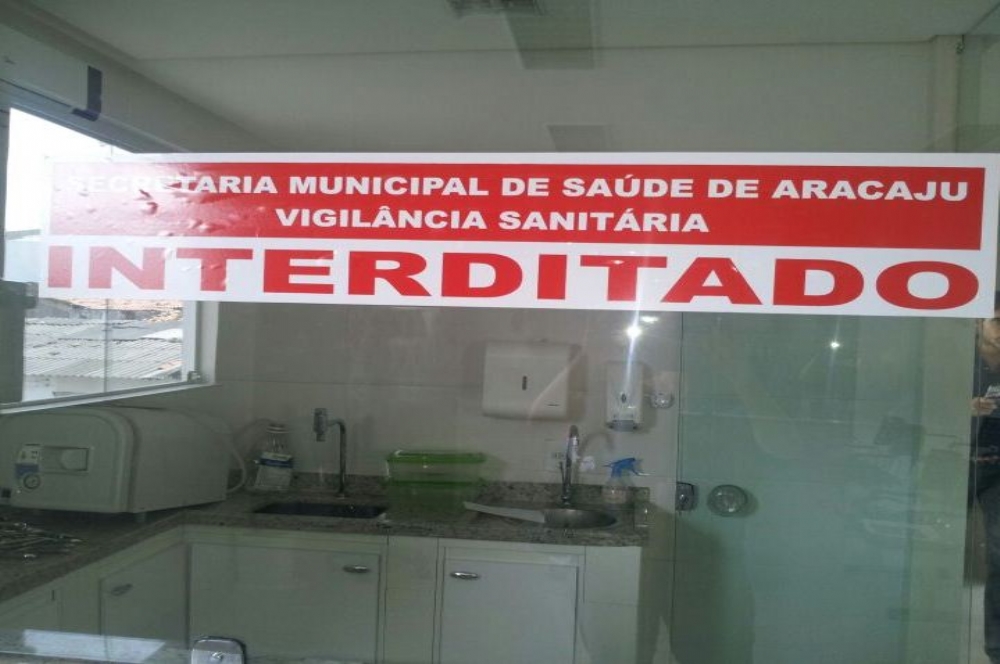 SECRETARIA MUNICIPAL DE SAÚDE DE ARACAJU
VIGILÂNCIA SANITÁRIA
INTERDITADO